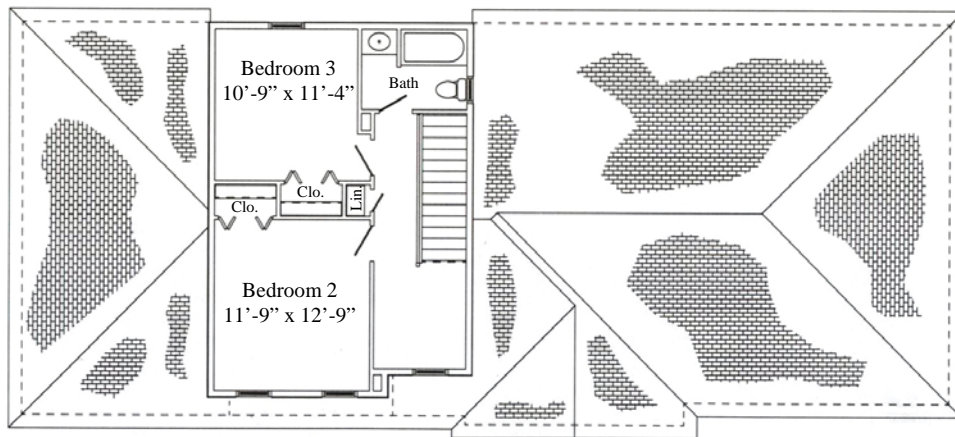 Bedroom 3
10’-9” x 11’-4”
Bath
Clo.
Lin.
Clo.
Bedroom 2
11’-9” x 12’-9”